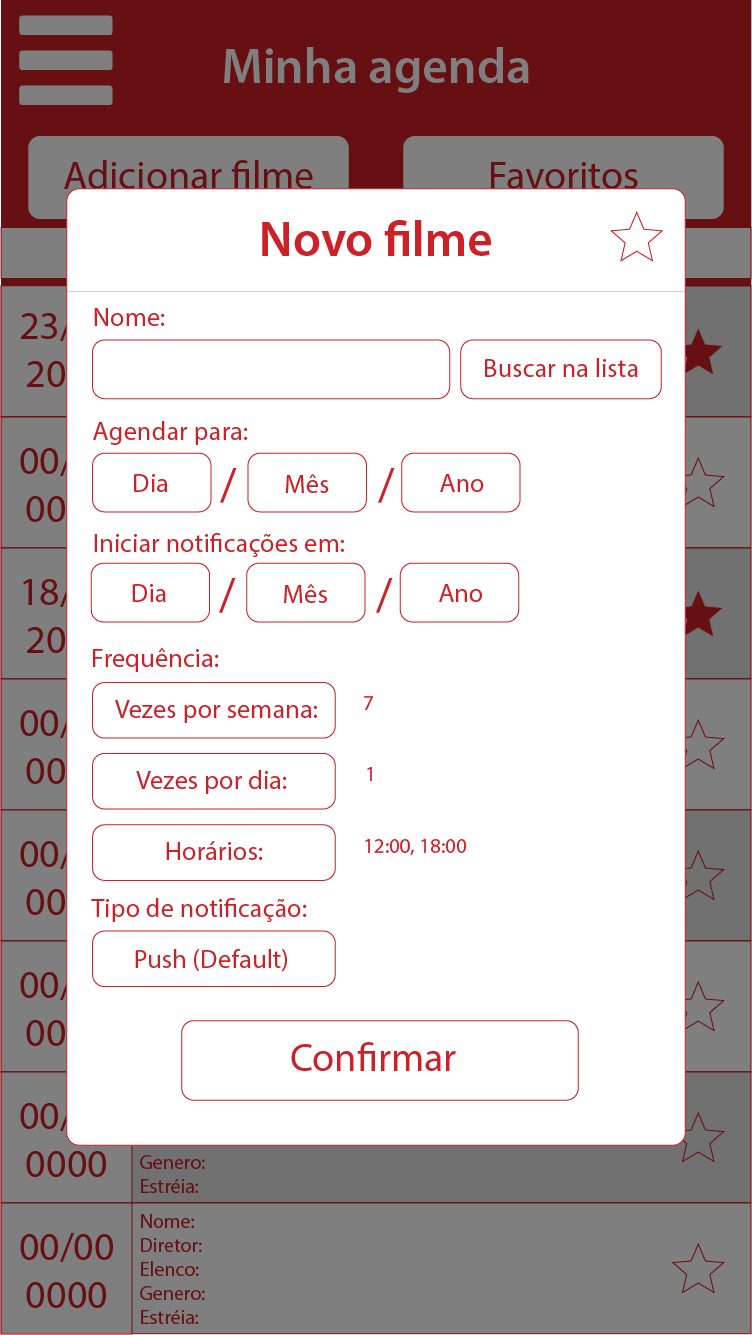 Minha agenda
Adicionar filme
Favoritos
Novo filme
Nome:
Buscar na lista
Agendar para:
Dia / Mês / Ano
Iniciar notificações em:
Dia / Mês / Ano
Frequência:
Vezes por semana: 7
Vezes por dia: 1
Horários: 12:00, 18:00
Tipo de notificação:
Push (Default)
Confirmar
23/
20
00/
00
18/
20
00/
00
00/
00
00/
00
00/
0000
Genero:
Estréia:
00/00
0000
Nome:
Diretor:
Elenco:
Genero:
Estréia: